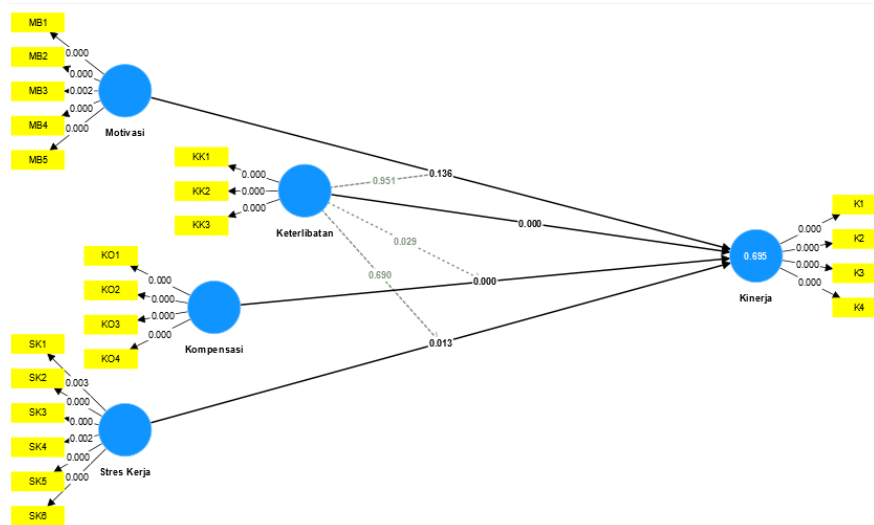 MB1
MB2
MB3
MB4
MB5
0.000
0.000
0.002
0.000
0.000
Motivasi
KK1
KK2
KK3
0.000
0.000
0.000
Keterlibatan
0.951
0.136
0.000
0.029
0.690
0.000
0.013
KO1
KO2
KO3
KO4
0.000
0.000
0.000
0.000
Kompensasi
SK1
SK2
SK3
SK4
SK5
SK6
0.003
0.000
0.000
0.002
0.000
0.000
Stres Kerja
0.695
Kinerja
0.000
0.000
0.000
0.000
K1
K2
K3
K4